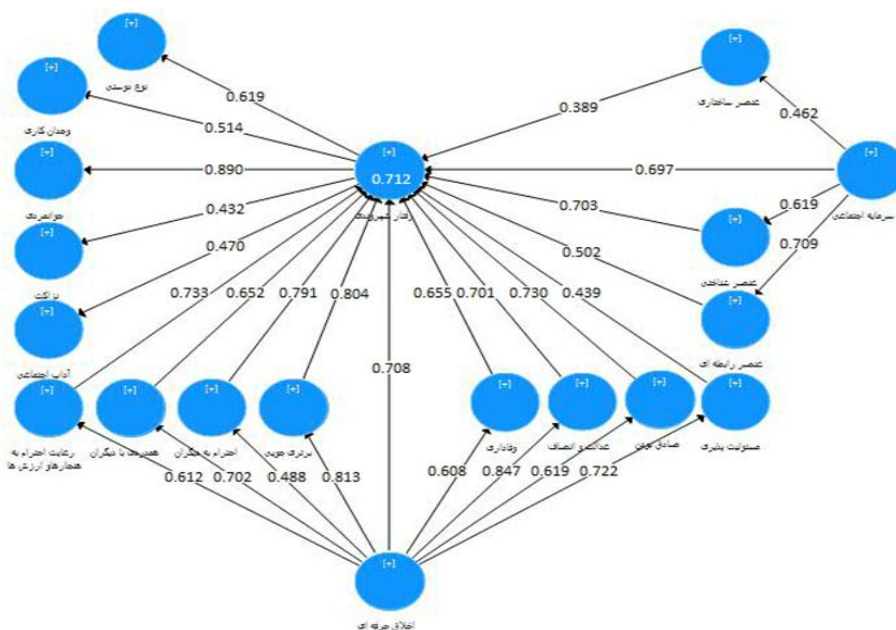 [+]
نوع دوستی
[+]
وجدان کاری
[+]
عنصر ساختاری
0.619
0.389
0.462
0.514
[+]
جوانمردی
0.890
[+]
0.712
رفتار شهروندی
0.697
[+]
سرمایه اجتماعی
0.432
0.703
0.619
[+]
نزاکت
[+]
عنصر شناختی
0.470
0.502
0.709
[+]
آداب اجتماعی
0.733
0.652
0.791
0.804
0.655
0.701
0.730
0.439
[+]
عنصر رابطه ای
0.708
[+]
رعایت احترام به
هنجارهاو ارزش ها
[+]
همدردی با دیگران
[+]
احترام به دیگران
[+]
برتری جویی
[+]
وفاداری
[+]
عدالت و انصاف
[+]
صادق بودن
[+]
مسئولیت پذیری
0.612
0.702
0.488
0.813
0.608
0.847
0.619
0.722
[+]
اخلاق حرفه ای